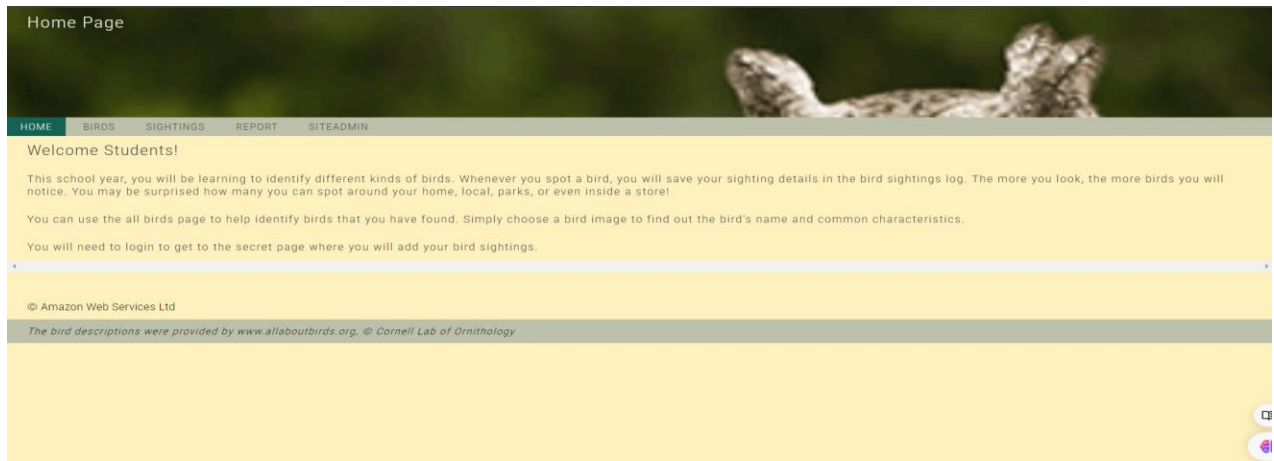 Home Page
HOME BIRDS SIGHTINGS REPORT SITEADMIN
Welcome Students!
This school year, you will be learning to identify different kinds of birds. Whenever you spot a bird, you will save your sighting details in the bird sightings log. The more you look, the more birds you will
notice. You may be surprised how many you can spot around your home, local, parks, or even inside a store!
You can use the all birds page to help identify birds that you have found. Simply choose a bird image to find out the bird's name and common characteristics.
You will need to login to get to the secret page where you will add your bird sightings.
© Amazon Web Services Ltd
The bird descriptions were provided by www.allaboutbirds.org, © Cornell Lab of Ornithology